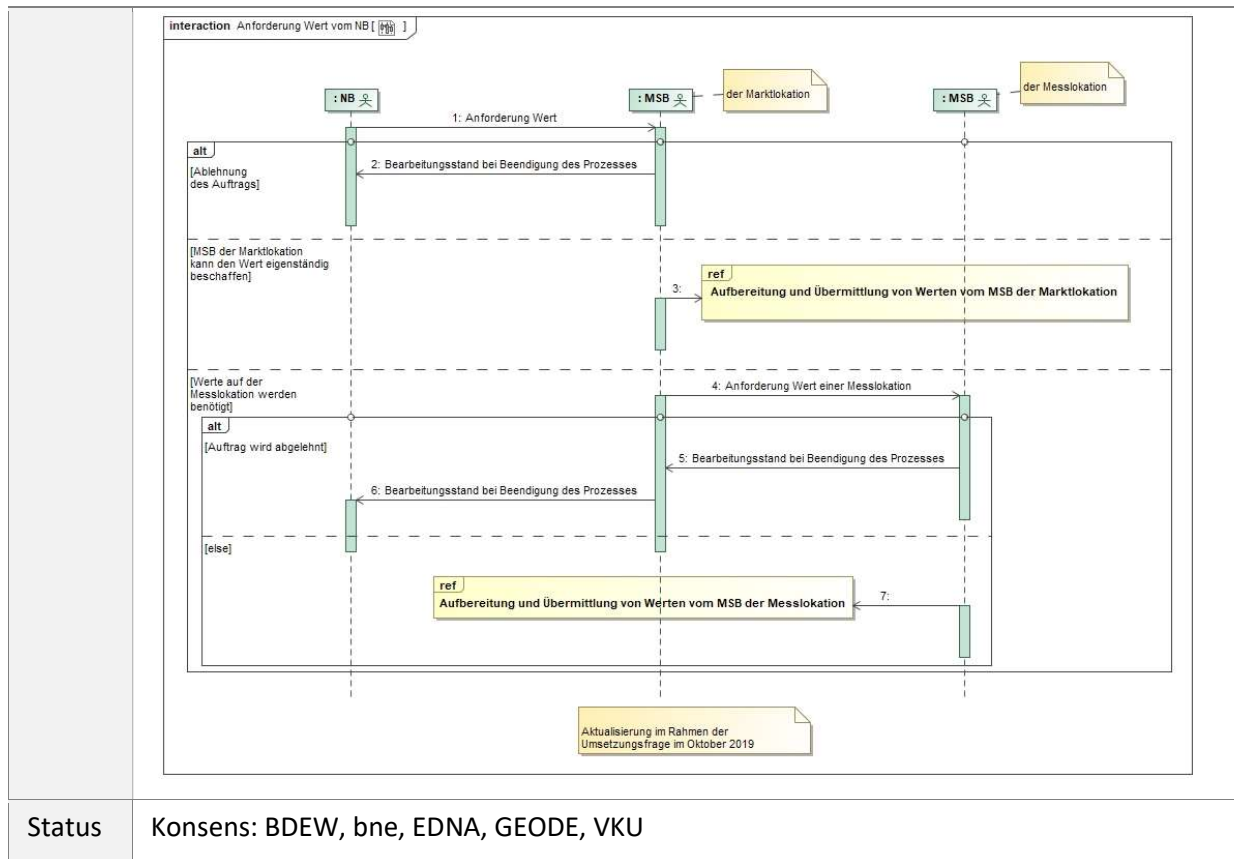 interaction Anforderung Wert vom NB [ ]
: NB
: MSB
der Marktlokation
: MSB
der Messlokation
1: Anforderung Wert
alt
[Ablehnung
des Auftrags]
2: Bearbeitungsstand bei Beendigung des Prozesses
[MSB der Marktlokation
kann den Wert eigenständig
beschaffen]
3:
ref
Aufbereitung und Übermittlung von Werten vom MSB der Marktlokation
[Werte auf der
Messlokation werden
benötigt]
4: Anforderung Wert einer Messlokation
alt
[Auftrag wird abgelehnt]
5: Bearbeitungsstand bei Beendigung des Prozesses
6: Bearbeitungsstand bei Beendigung des Prozesses
[else]
ref
Aufbereitung und Übermittlung von Werten vom MSB der Messlokation
7:
Aktualisierung im Rahmen der
Umsetzungsfrage im Oktober 2019
Status Konsens: BDEW, bne, EDNA, GEODE, VKU